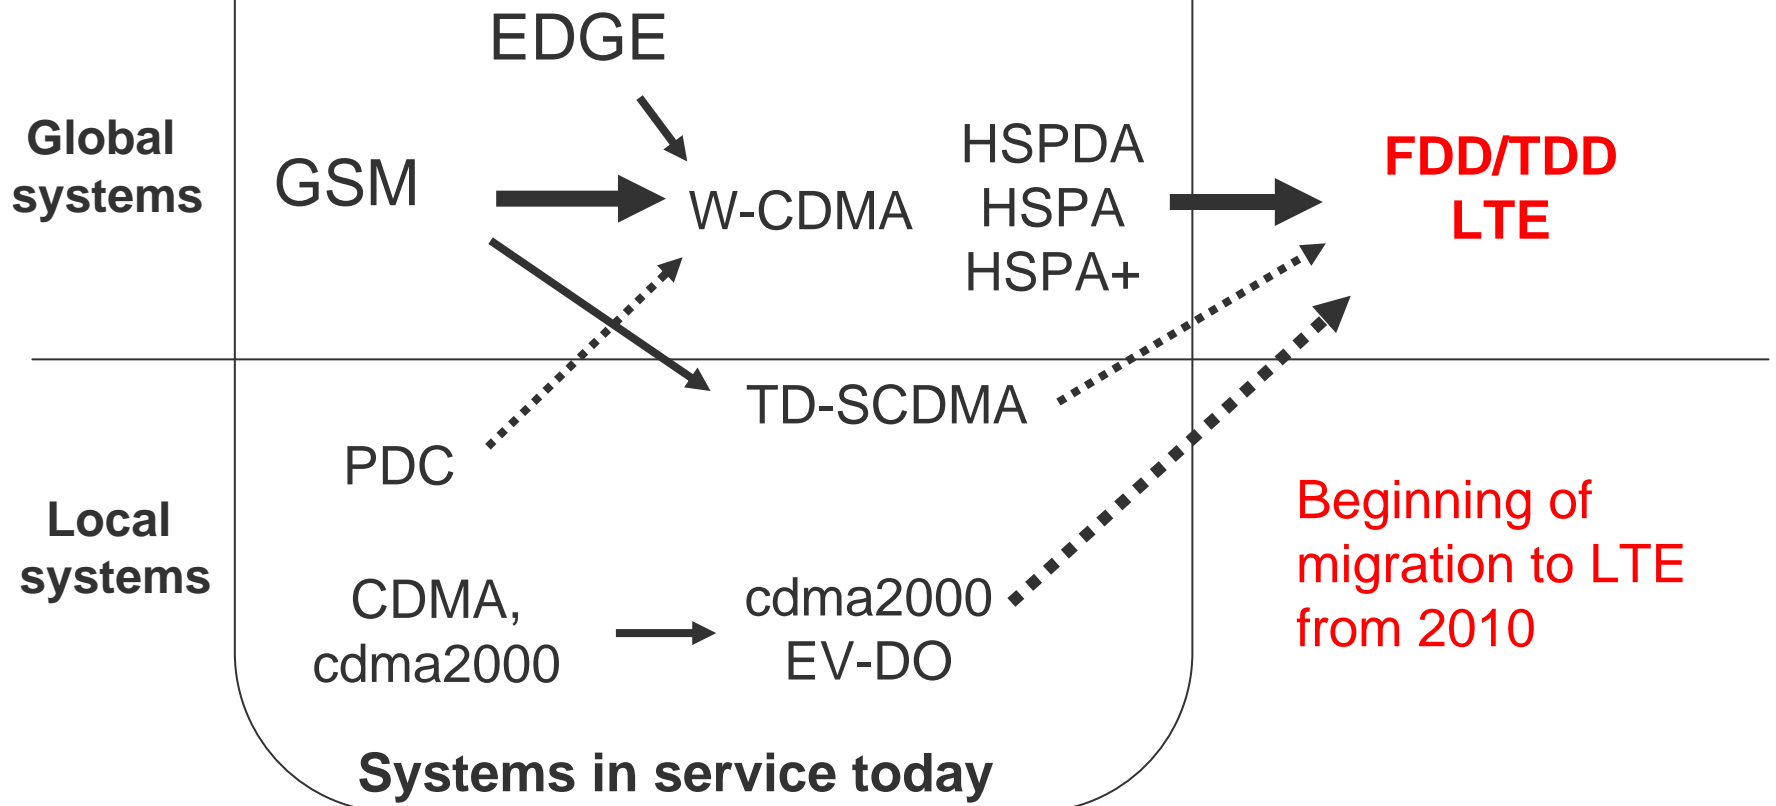 EDGE
Global
systems
GSM
W-CDMA
HSPDA
HSPA
HSPA+
FDD/TDD
LTE
TD-SCDMA
PDC
Local
systems
CDMA,
cdma2000
cdma2000
EV-DO
Beginning of
migration to LTE
from 2010
Systems in service today